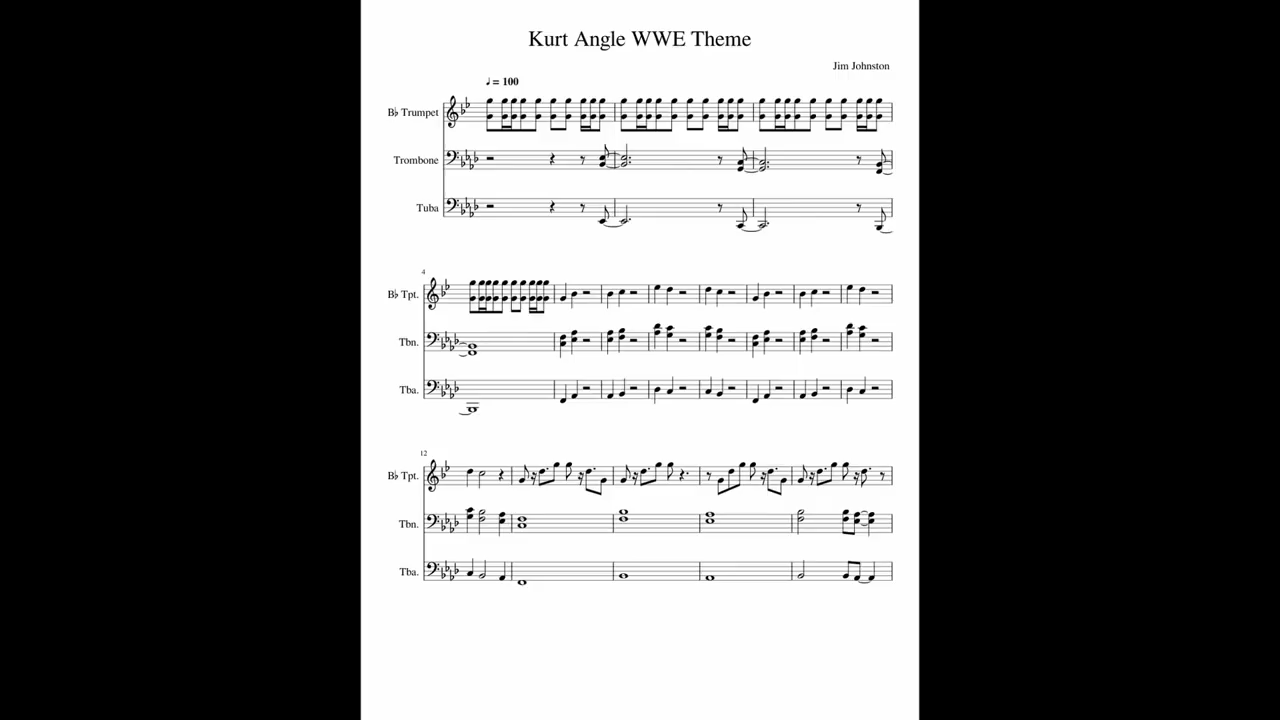 Kurt Angle WWE Theme
Jim Johnston
♩ = 100
B♭ Trumpet
Trombone
Tuba
4
B♭ Tpt.
Tbn.
Tba.
12
B♭ Tpt.
Tbn.
Tba.